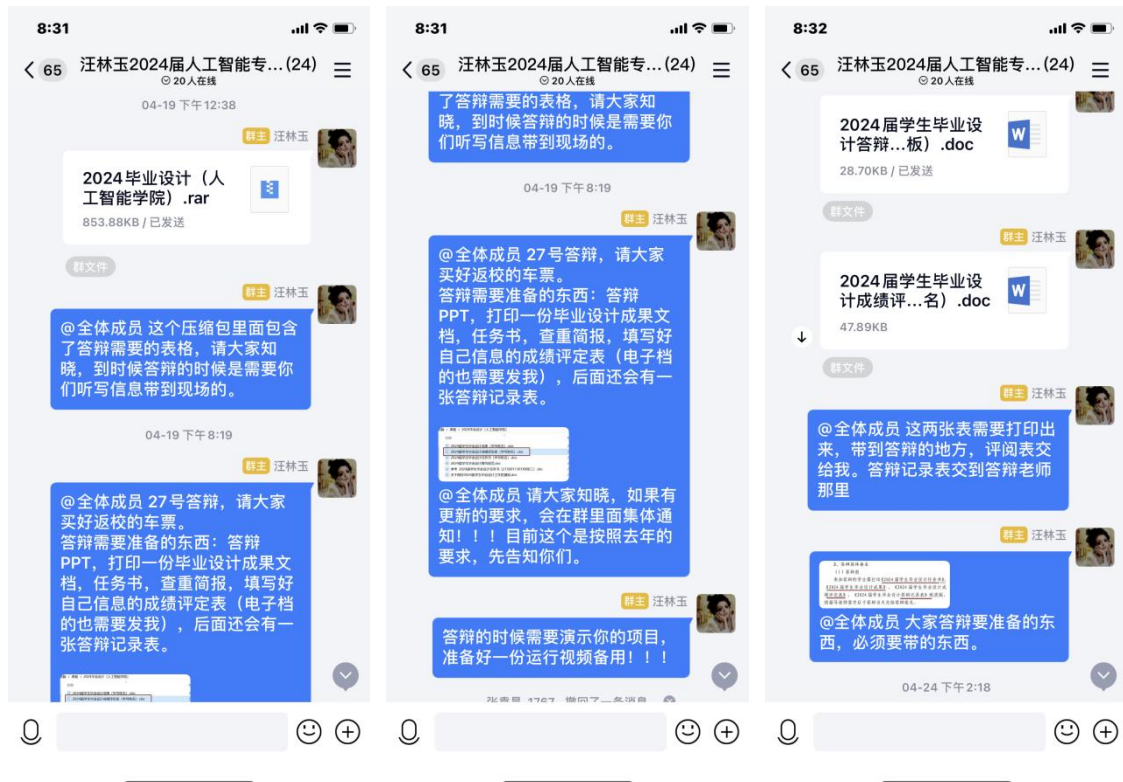 8:31
65
汪林玉2024届人工智能专...(24)
20人在线
04-19 下午12:38
群主 汪林玉
2024毕业设计（人
工智能学院）.rar
853.88KB / 已发送
群文件
群主 汪林玉
@全体成员 这个压缩包里面包含
了答辩需要的表格，请大家知
晓，到时候答辩的时候是需要你
们听写信息带到现场的。
04-19 下午8:19
群主 汪林玉
@全体成员 27号答辩，请大家
买好返校的车票。
答辩需要准备的东西：答辩
PPT，打印一份毕业设计成果文
档，任务书，查重简报，填写好
自己信息的成绩评定表（电子档
的也需要发我），后面还会有一
张答辩记录表。
8:31
65
汪林玉2024届人工智能专...(24)
20人在线
了答辩需要的表格，请大家知
晓，到时候答辩的时候是需要你
们听写信息带到现场的。
04-19 下午8:19
群主 汪林玉
@全体成员 27号答辩，请大家
买好返校的车票。
答辩需要准备的东西：答辩
PPT，打印一份毕业设计成果文
档，任务书，查重简报，填写好
自己信息的成绩评定表（电子档
的也需要发我），后面还会有一
张答辩记录表。
@全体成员 请大家知晓，如果有
更新的要求，会在群里面集体通
知！！！目前这个是按照去年的
要求，先告知你们。
群主 汪林玉
答辩的时候需要演示你的项目，
准备好一份运行视频备用！！！
8:32
65
汪林玉2024届人工智能专...(24)
20人在线
2024届学生毕业设
计答辩...板）.doc
28.70KB / 已发送
群文件
群主 汪林玉
2024届学生毕业设
计成绩评...名）.doc
47.89KB
群文件
群主 汪林玉
@全体成员 这两张表需要打印出
来，带到答辩的地方，评阅表交
给我。答辩记录表交到答辩老师
那里
群主 汪林玉
@全体成员 大家答辩要准备的东
西，必须要带的东西。
04-24 下午2:18